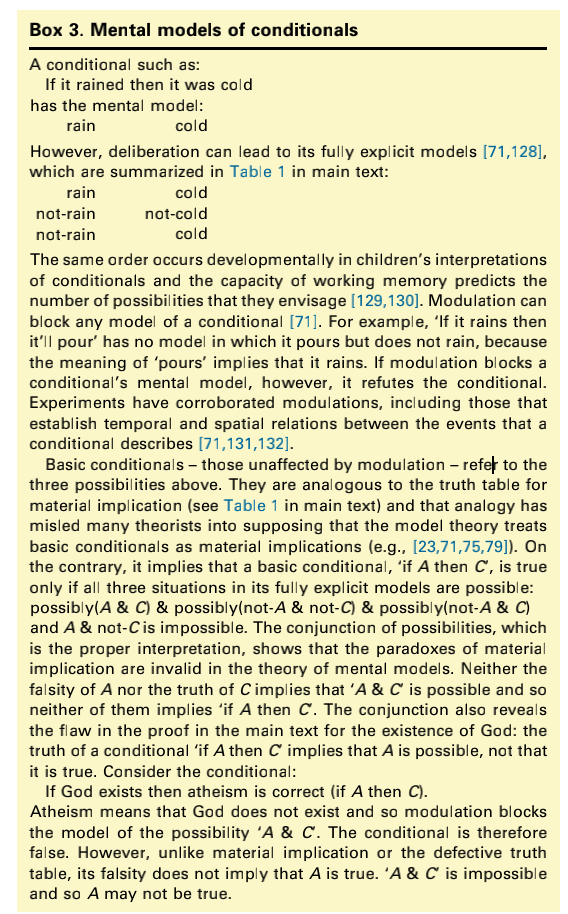 Box 3. Mental models of conditionals
A conditional such as:
If it rained then it was cold
has the mental model:
rain cold
However, deliberation can lead to its fully explicit models [71,128],
which are summarized in Table 1 in main text:
rain cold
not-rain not-cold
not-rain cold
The same order occurs developmentally in children's interpretations
of conditionals and the capacity of working memory predicts the
number of possibilities that they envisage [129,130]. Modulation can
block any model of a conditional [71]. For example, 'If it rains then
it'll pour' has no model in which it pours but does not rain, because
the meaning of 'pours' implies that it rains. If modulation blocks a
conditional's mental model, however, it refutes the conditional.
Experiments have corroborated modulations, including those that
establish temporal and spatial relations between the events that a
conditional describes [71,131,132].
Basic conditionals – those unaffected by modulation – refer to the
three possibilities above. They are analogous to the truth table for
material implication (see Table 1 in main text) and that analogy has
misled many theorists into supposing that the model theory treats
basic conditionals as material implications (e.g., [23,71,75,79]). On
the contrary, it implies that a basic conditional, 'if A then C', is true
only if all three situations in its fully explicit models are possible:
possibly(A & C) & possibly(not-A & not-C) & possibly(not-A & C)
and A & not-C is impossible. The conjunction of possibilities, which
is the proper interpretation, shows that the paradoxes of material
implication are invalid in the theory of mental models. Neither the
falsity of A nor the truth of C implies that 'A & C' is possible and so
neither of them implies 'if A then C'. The conjunction also reveals
the flaw in the proof in the main text for the existence of God: the
truth of a conditional 'if A then C' implies that A is possible, not that
it is true. Consider the conditional:
If God exists then atheism is correct (if A then C).
Atheism means that God does not exist and so modulation blocks
the model of the possibility 'A & C'. The conditional is therefore
false. However, unlike material implication or the defective truth
table, its falsity does not imply that A is true. 'A & C' is impossible
and so A may not be true.